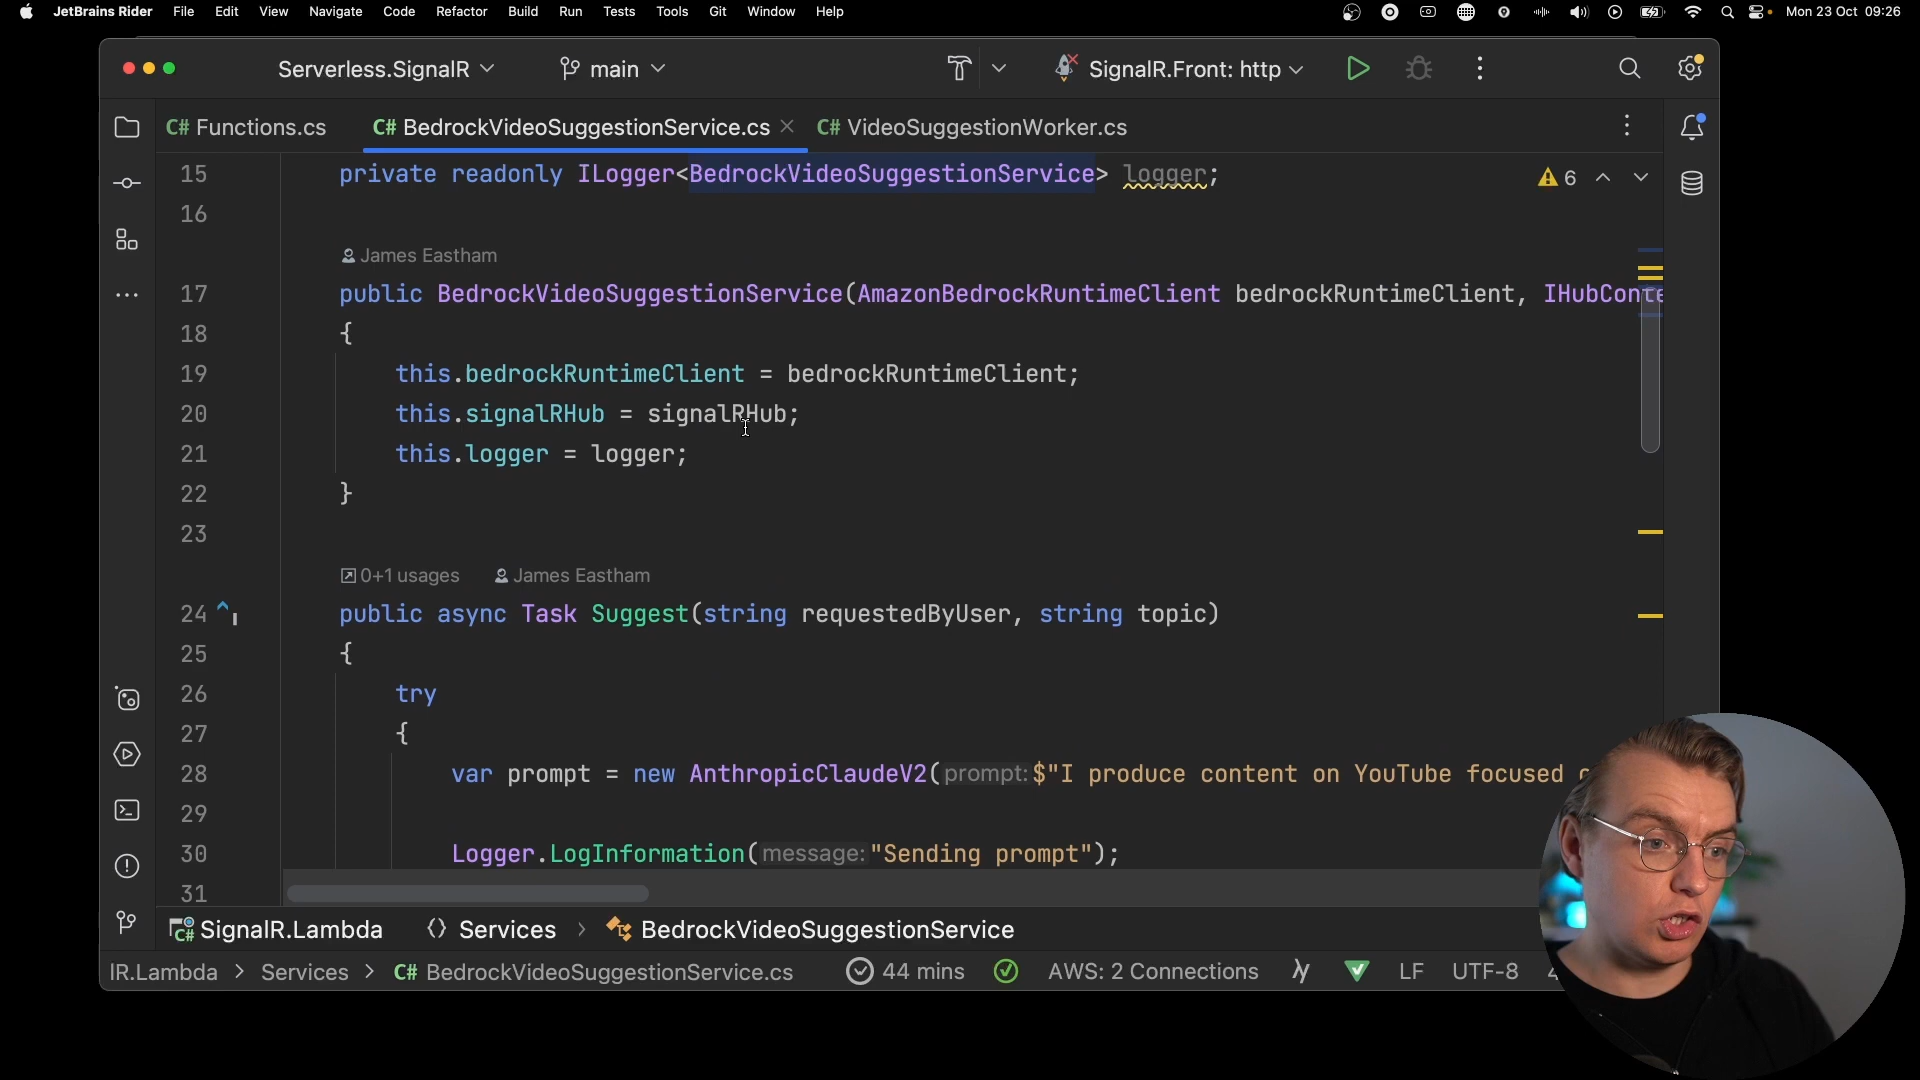 JetBrains Rider File Edit View Navigate Code Refactor Build Run Tests Tools Git Window Help Mon 23 Oct 09:26
Serverless.SignalR main SignalR.Front: http
C# Functions.cs C# BedrockVideoSuggestionService.cs C# VideoSuggestionWorker.cs
15 private readonly ILogger<BedrockVideoSuggestionService> logger; 6
16
James Eastham
17 public BedrockVideoSuggestionService(AmazonBedrockRuntimeClient bedrockRuntimeClient, IHubConte
18 {
19 this.bedrockRuntimeClient = bedrockRuntimeClient;
20 this.signalRHub = signalRHub;
21 this.logger = logger;
22 }
23
0+1 usages James Eastham
24 public async Task Suggest(string requestedByUser, string topic)
25 {
26 try
27 {
28 var prompt = new AnthropicClaudeV2(prompt:$"I produce content on YouTube focused
29
30 Logger.LogInformation(message:"Sending prompt");
31
SignalR.Lambda Services > BedrockVideoSuggestionService
IR.Lambda > Services > C# BedrockVideoSuggestionService.cs 44 mins AWS: 2 Connections LF UTF-8 4